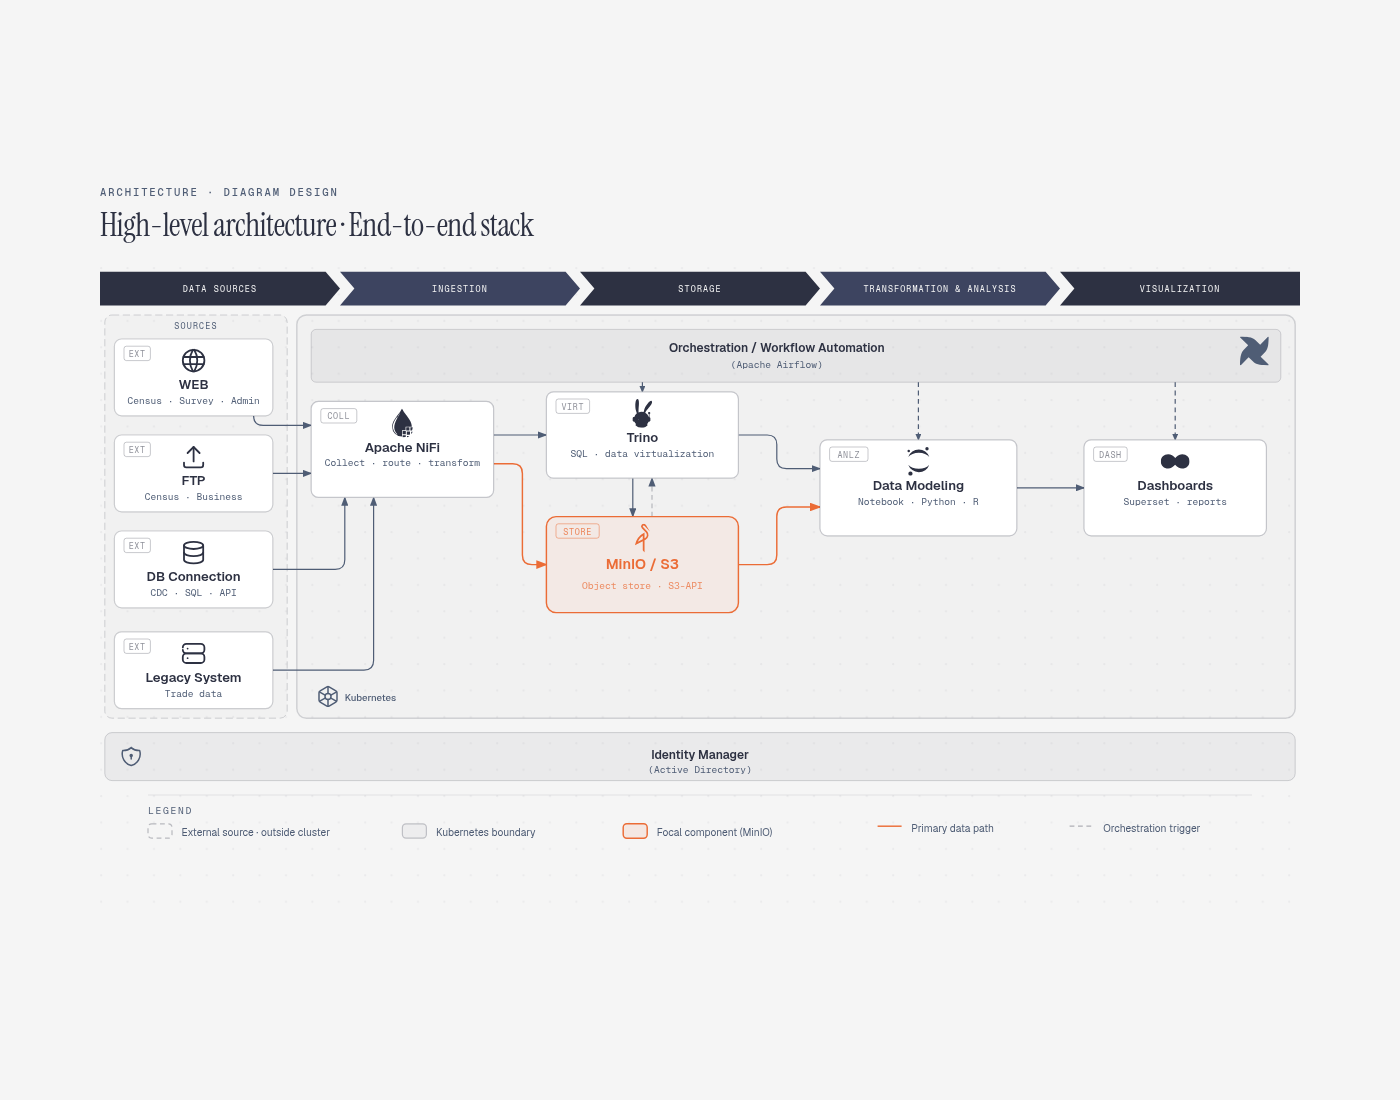 ARCHITECTURE · DIAGRAM DESIGN
High-level architecture · End-to-end stack
DATA SOURCES
INGESTION
STORAGE
TRANSFORMATION & ANALYSIS
VISUALIZATION
SOURCES
EXT
WEB
Census · Survey · Admin
EXT
FTP
Census · Business
EXT
DB Connection
CDC · SQL · API
EXT
Legacy System
Trade data
Orchestration / Workflow Automation
(Apache Airflow)
COLL
Apache NiFi
Collect · route · transform
VIRT
Trino
SQL · data virtualization
STORE
MinIO / S3
Object store · S3-API
ANLZ
Data Modeling
Notebook · Python · R
DASH
Dashboards
Superset · reports
Kubernetes
Identity Manager
(Active Directory)
LEGEND
External source · outside cluster
Kubernetes boundary
Focal component (MinIO)
Primary data path
Orchestration trigger